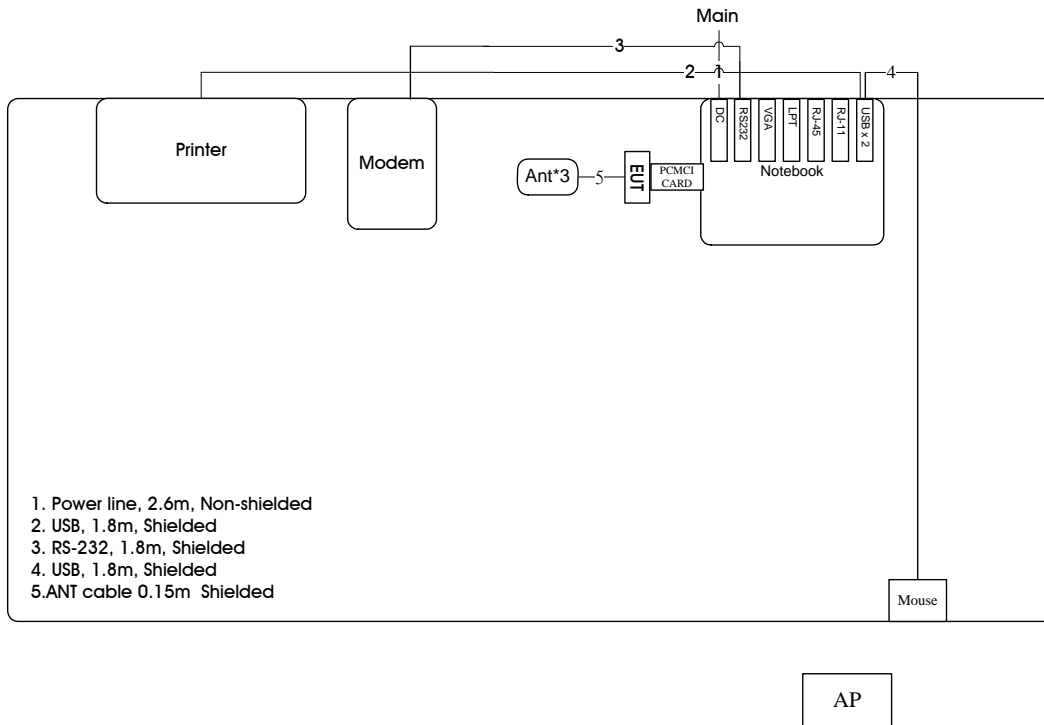 Main
3
2
1
4
DC
RS232
VGA
LPT
RJ-45
RJ-11
USB x 2
Printer
Modem
Ant*3
5
EUT
PCMCI
CARD
Notebook
1. Power line, 2.6m, Non-shielded
2. USB, 1.8m, Shielded
3. RS-232, 1.8m, Shielded
4. USB, 1.8m, Shielded
5.ANT cable 0.15m  Shielded
Mouse
AP